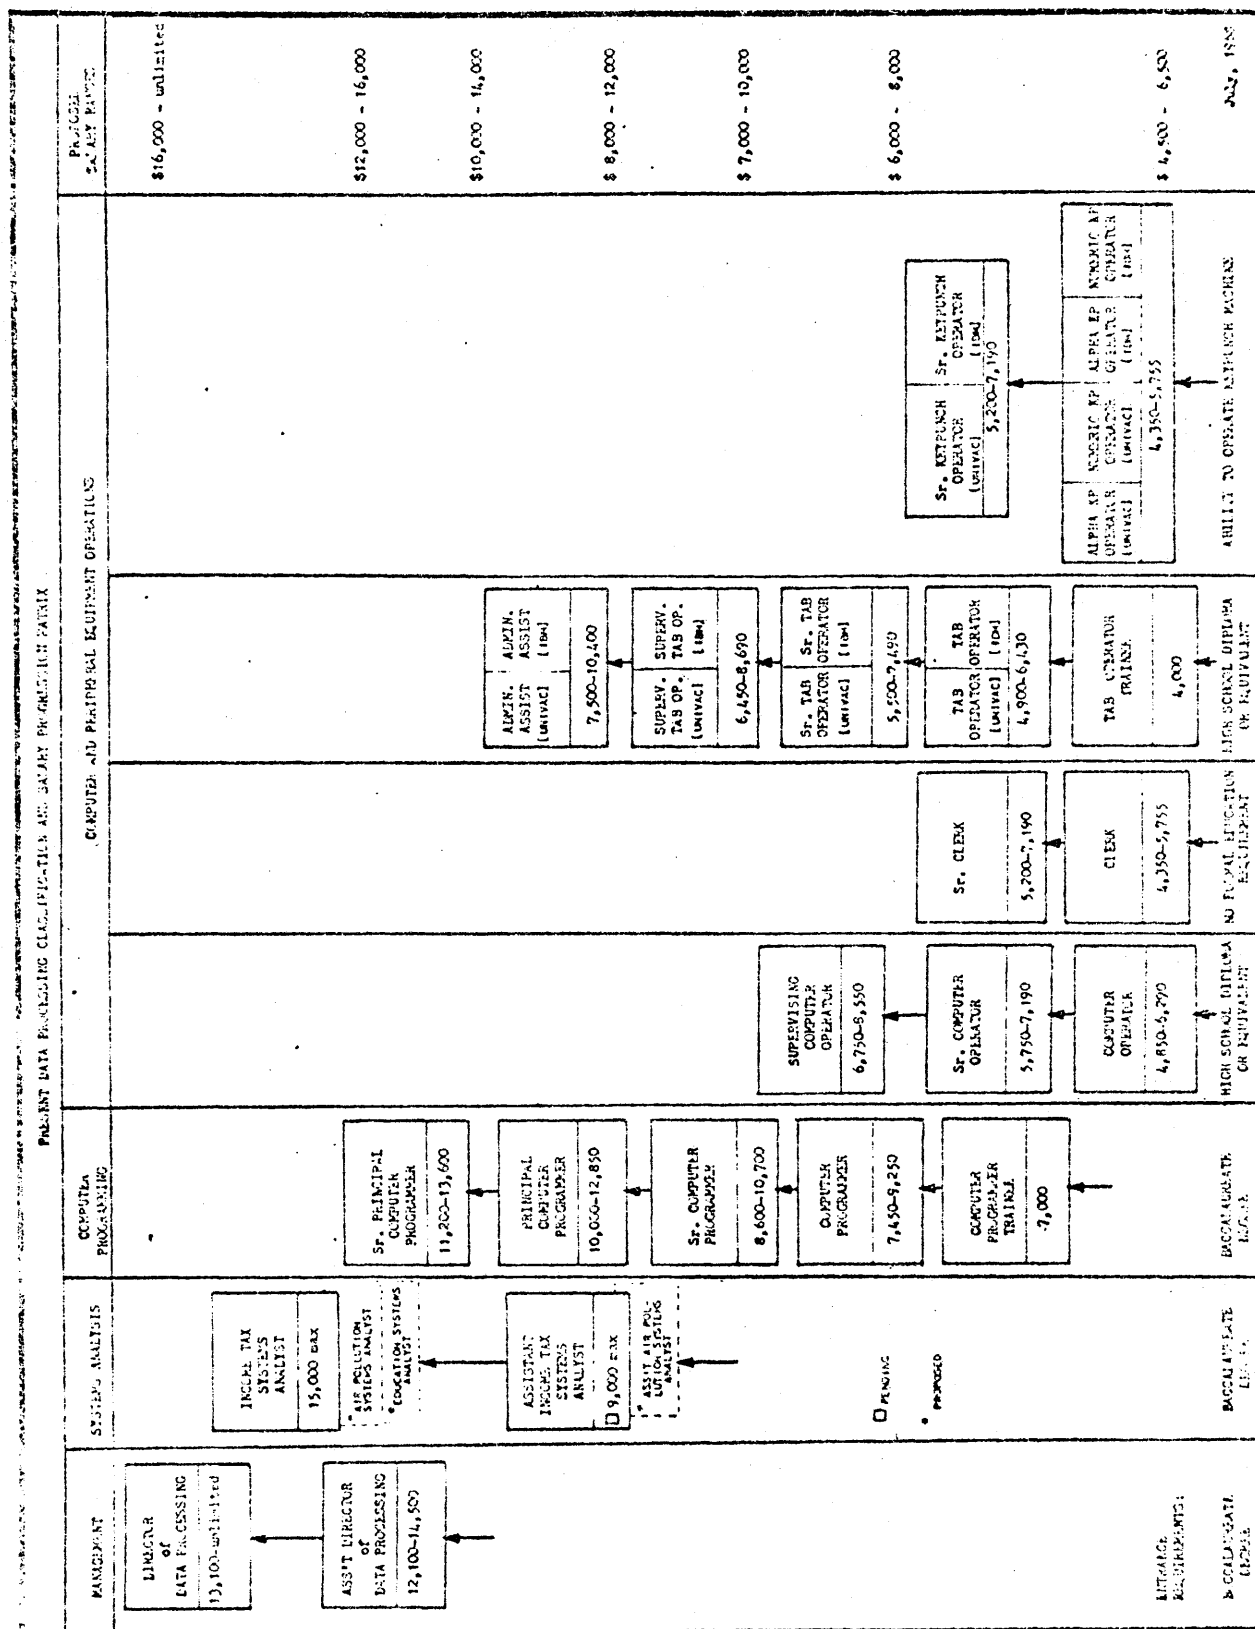 PRESENT DATA PROCESSING CLASSIFICATION AND SALARY PROGRESSION MATRIX
MANAGEMENT
SYSTEMS ANALYSIS
COMPUTER
PROGRAMMING
COMPUTER AND PERIPHERAL EQUIPMENT OPERATIONS
PROPOSED
SALARY RANGES
DIRECTOR
of
DATA PROCESSING
13,100-unlimited
ASS'T DIRECTOR
of
DATA PROCESSING
12,100-14,500
INCOME TAX
SYSTEMS
ANALYST
15,000 max
* AIR POLLUTION
SYSTEMS ANALYST
* EDUCATION SYSTEMS
ANALYST
ASSISTANT
INCOME TAX
SYSTEMS
ANALYST
9,000 max
* ASSIT AIR POL-
LUTION SYSTEMS
ANALYST
PENDING
* PROPOSED
Sr. PRINCIPAL
COMPUTER
PROGRAMMER
11,200-13,600
PRINCIPAL
COMPUTER
PROGRAMMER
10,000-12,850
Sr. COMPUTER
PROGRAMMER
8,600-10,700
COMPUTER
PROGRAMMER
7,450-9,250
COMPUTER
PROGRAMMER
TRAINEE
-7,000
SUPERVISING
COMPUTER
OPERATOR
6,750-8,550
Sr. COMPUTER
OPERATOR
5,750-7,190
COMPUTER
OPERATOR
4,850-6,290
Sr. CLERK
5,200-7,190
CLERK
4,350-5,755
ADMIN. ASSIST [UNIVAC]
ADMIN. ASSIST [IBM]
7,500-10,400
SUPERV. TAB OP. [UNIVAC]
SUPERV. TAB OP. [IBM]
6,450-8,690
Sr. TAB OPERATOR [UNIVAC]
Sr. TAB OPERATOR [IBM]
5,500-7,490
TAB OPERATOR [UNIVAC]
TAB OPERATOR [IBM]
4,900-6,430
TAB OPERATOR
TRAINEE
4,000
Sr. KEYPUNCH OPERATOR [UNIVAC]
Sr. KEYPUNCH OPERATOR [IBM]
5,200-7,190
ALPHA KP OPERATOR [UNIVAC]
NUMERIC KP OPERATOR [UNIVAC]
ALPHA KP OPERATOR [IBM]
NUMERIC KP OPERATOR [IBM]
4,350-5,755
$16,000 - unlimited
$12,000 - 16,000
$10,000 - 14,000
$ 8,000 - 12,000
$ 7,000 - 10,000
$ 6,000 - 8,000
$ 4,500 - 6,500
ENTRANCE
REQUIREMENTS:
BACCALAUREATE
DEGREE
BACCALAUREATE
DEGREE
BACCALAUREATE
DEGREE
HIGH SCHOOL DIPLOMA
OR EQUIVALENT
NO FORMAL EDUCATION
REQUIREMENT
HIGH SCHOOL DIPLOMA
OR EQUIVALENT
ABILITY TO OPERATE KEYPUNCH MACHINE
July,